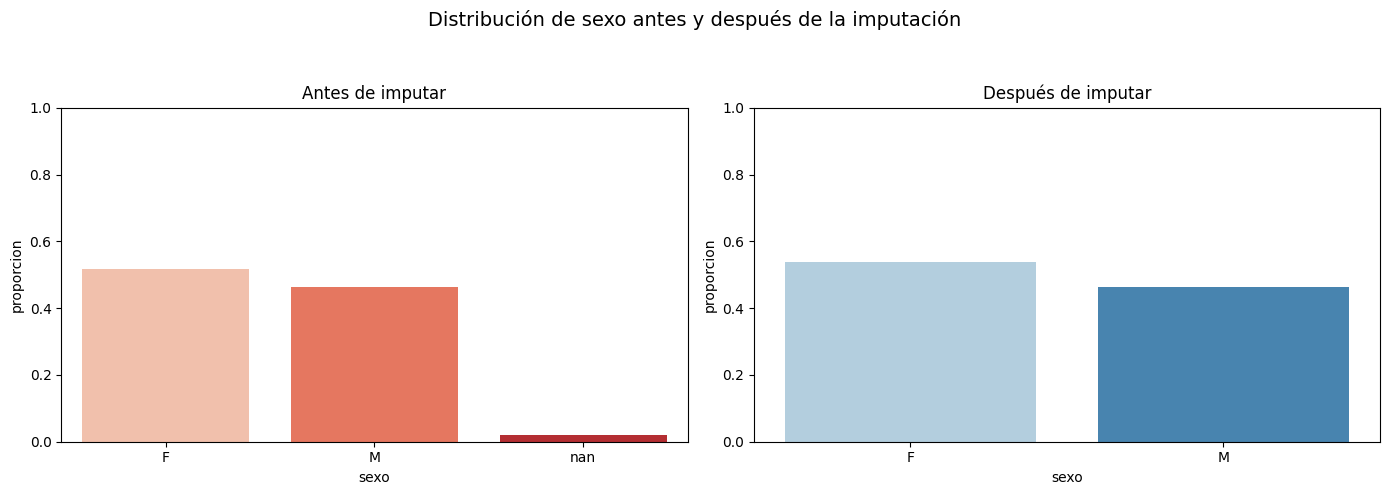 Distribución de sexo antes y después de la imputación
Antes de imputar
1.0
0.8
0.6
0.4
0.2
0.0
proporcion
F M nan
sexo
Después de imputar
1.0
0.8
0.6
0.4
0.2
0.0
proporcion
F M
sexo